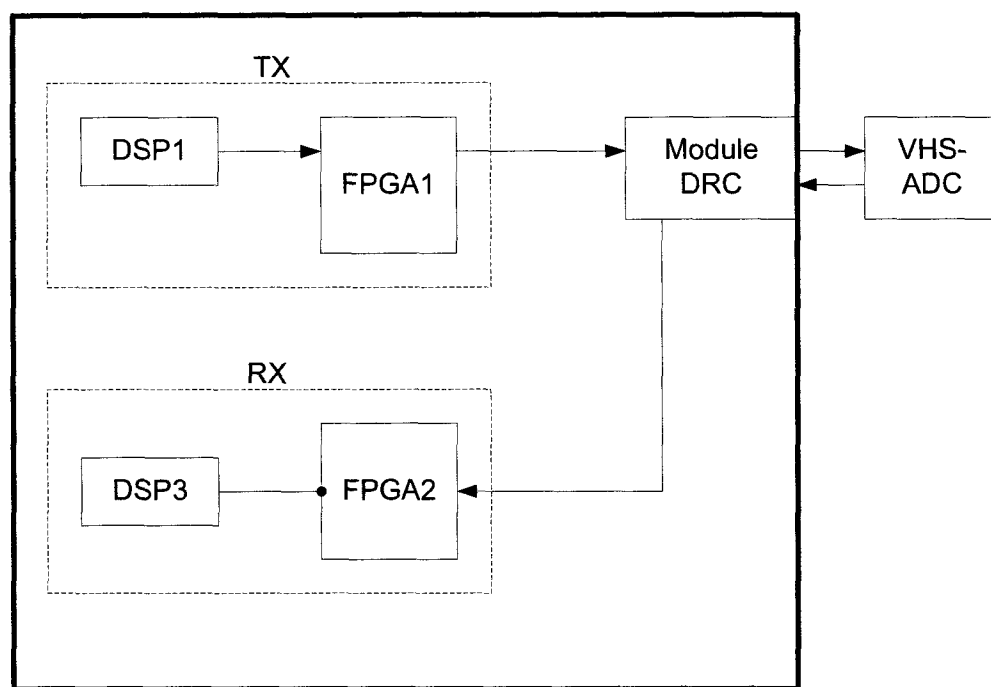 TX
DSP1
FPGA1
Module
DRC
VHS-
ADC
RX
DSP3
FPGA2